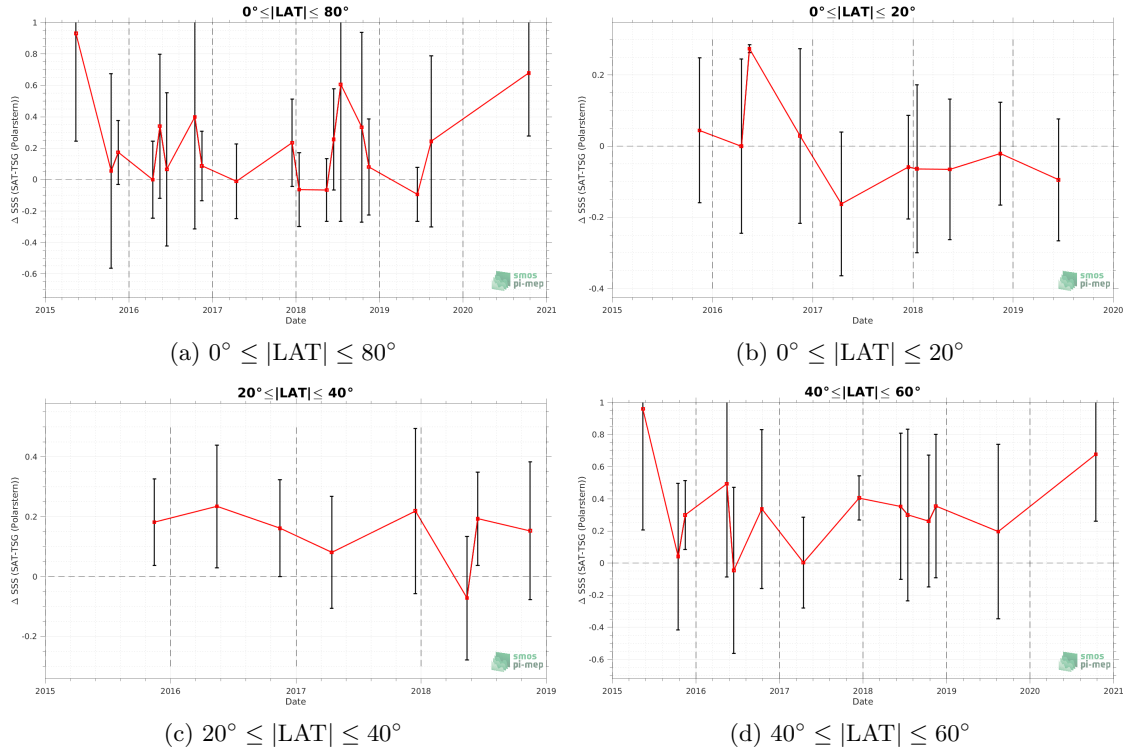 0°≤|LAT|≤ 80°
Δ SSS (SAT-TSG (Polarstern))
1
0.8
0.6
0.4
0.2
0
-0.2
-0.4
-0.6
2015
2016
2017
2018
2019
2020
2021
Date
smos
pi-mep
(a) 0° ≤ |LAT| ≤ 80°
0°≤|LAT|≤ 20°
Δ SSS (SAT-TSG (Polarstern))
0.2
0
-0.2
-0.4
2015
2016
2017
2018
2019
2020
Date
smos
pi-mep
(b) 0° ≤ |LAT| ≤ 20°
20°≤|LAT|≤ 40°
Δ SSS (SAT-TSG (Polarstern))
0.4
0.2
0
-0.2
2015
2016
2017
2018
2019
Date
smos
pi-mep
(c) 20° ≤ |LAT| ≤ 40°
40°≤|LAT|≤ 60°
Δ SSS (SAT-TSG (Polarstern))
1
0.8
0.6
0.4
0.2
0
-0.2
-0.4
-0.6
2015
2016
2017
2018
2019
2020
2021
Date
smos
pi-mep
(d) 40° ≤ |LAT| ≤ 60°